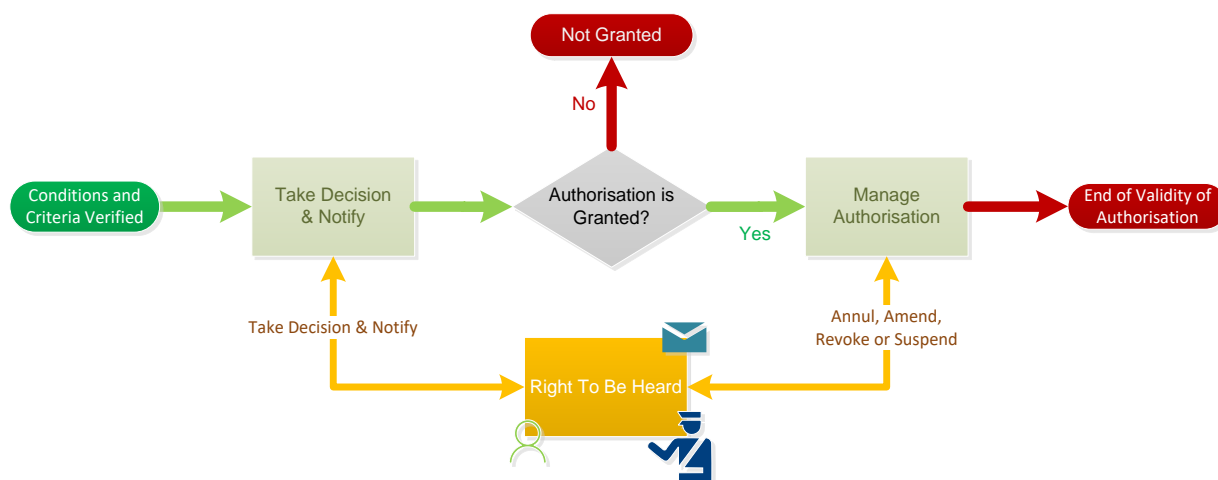 Not Granted
No
Conditions and
Criteria Verified
Take Decision
& Notify
Authorisation is
Granted?
Yes
Manage
Authorisation
End of Validity of
Authorisation
Take Decision & Notify
Annul, Amend,
Revoke or Suspend
Right To Be Heard